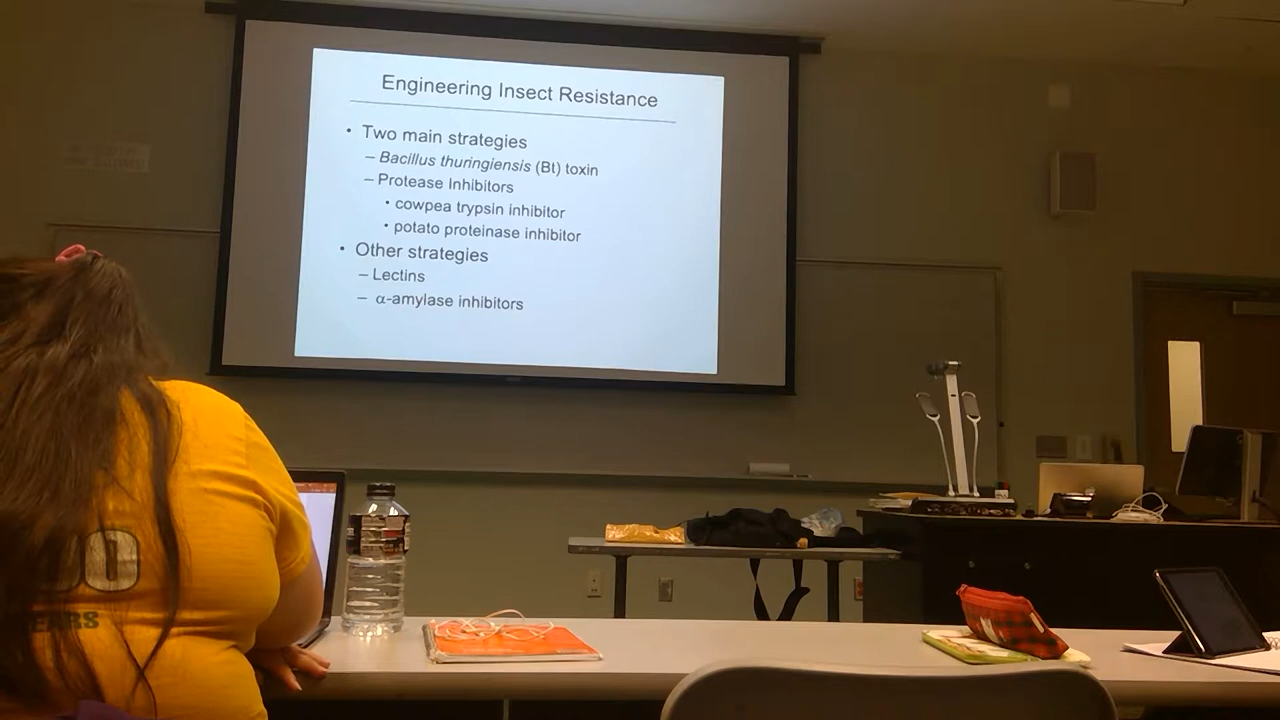 Engineering Insect Resistance
• Two main strategies
– Bacillus thuringiensis (Bt) toxin
– Protease Inhibitors
• cowpea trypsin inhibitor
• potato proteinase inhibitor
• Other strategies
– Lectins
– α-amylase inhibitors